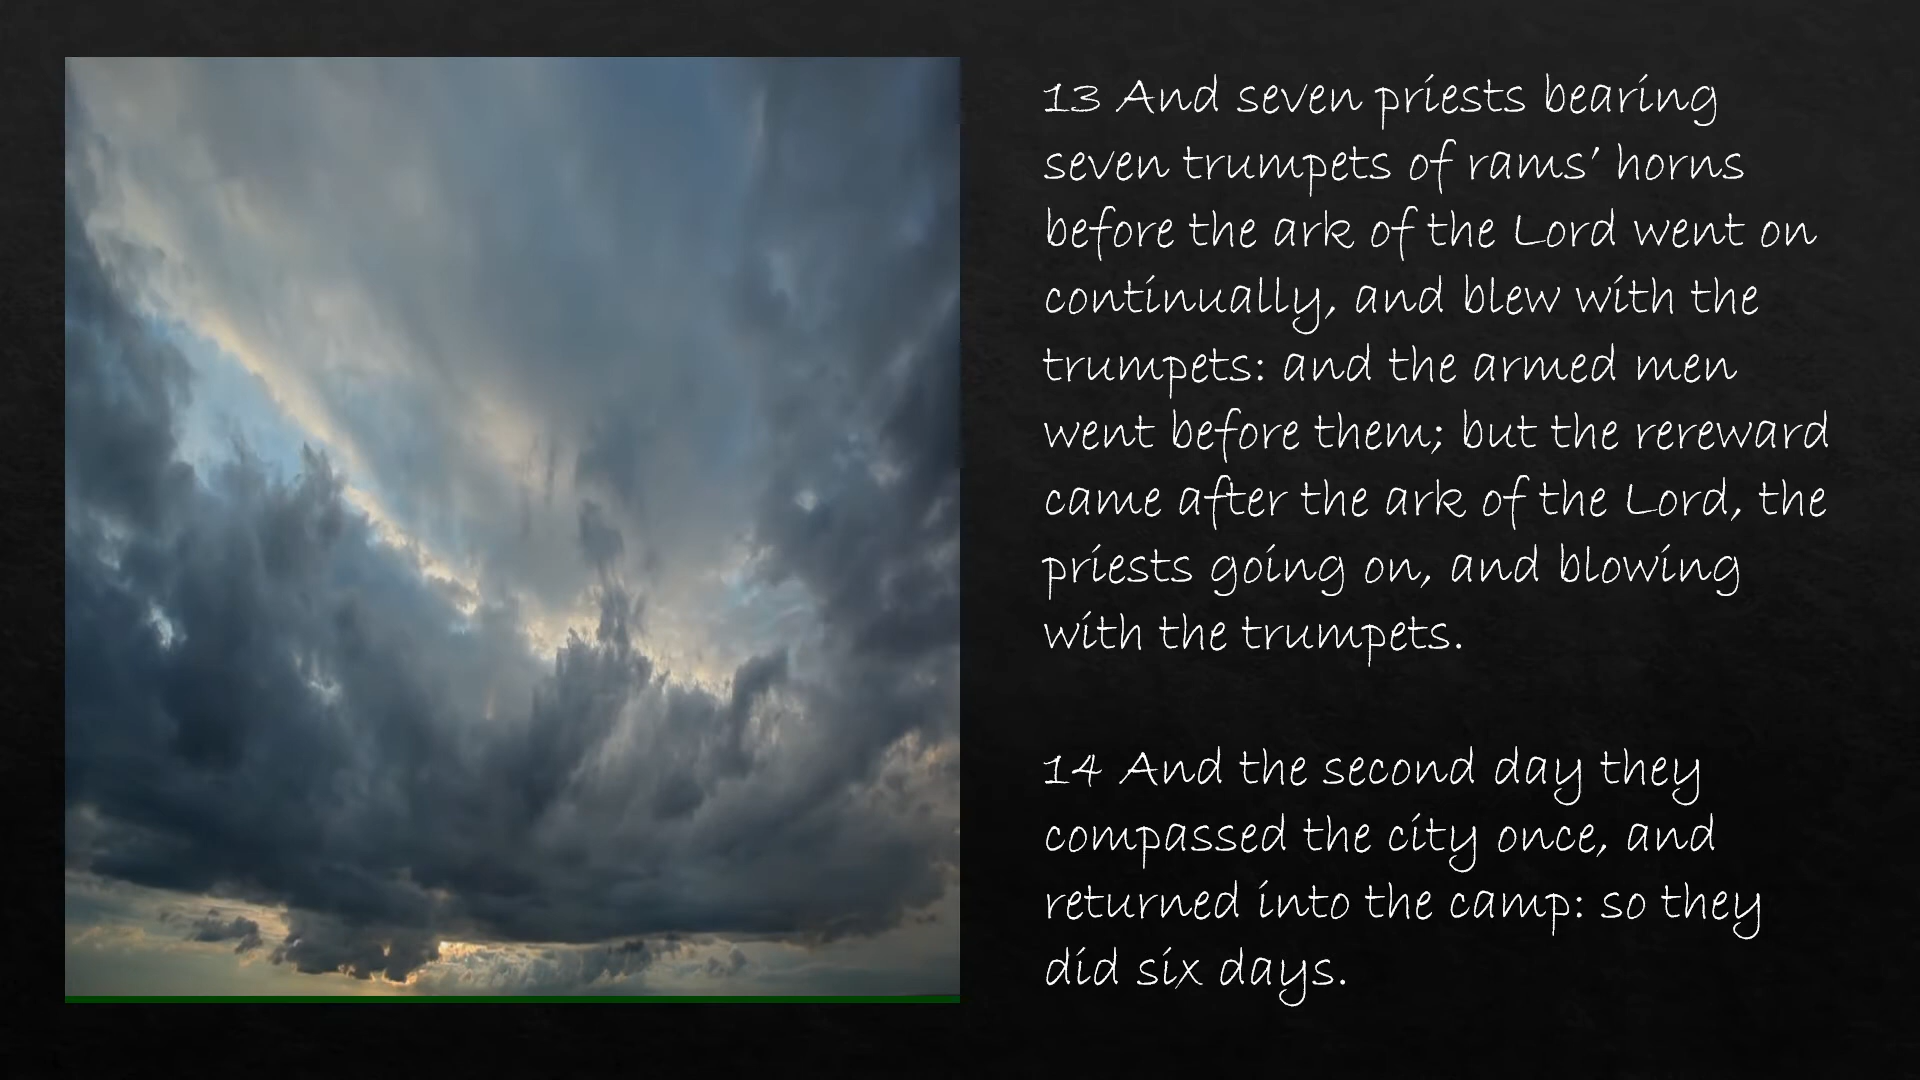 13 And seven priests bearing
seven trumpets of rams’ horns
before the ark of the Lord went on
continually, and blew with the
trumpets: and the armed men
went before them; but the rereward
came after the ark of the Lord, the
priests going on, and blowing
with the trumpets.
14 And the second day they
compassed the city once, and
returned into the camp: so they
did six days.